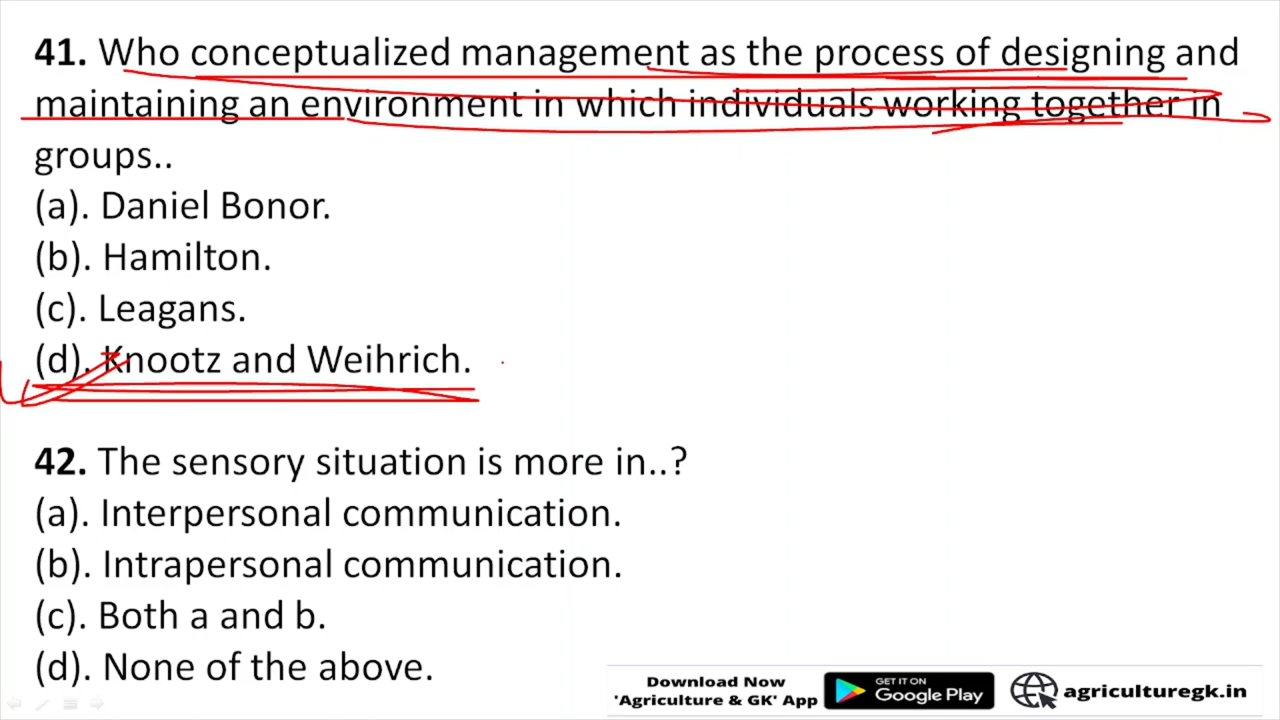 41. Who conceptualized management as the process of designing and
maintaining an environment in which individuals working together in
groups..
(a). Daniel Bonor.
(b). Hamilton.
(c). Leagans.
(d). Knootz and Weihrich.
42. The sensory situation is more in..?
(a). Interpersonal communication.
(b). Intrapersonal communication.
(c). Both a and b.
(d). None of the above.
Download Now
'Agriculture & GK' App
GET IT ON
Google Play
agriculturegk.in